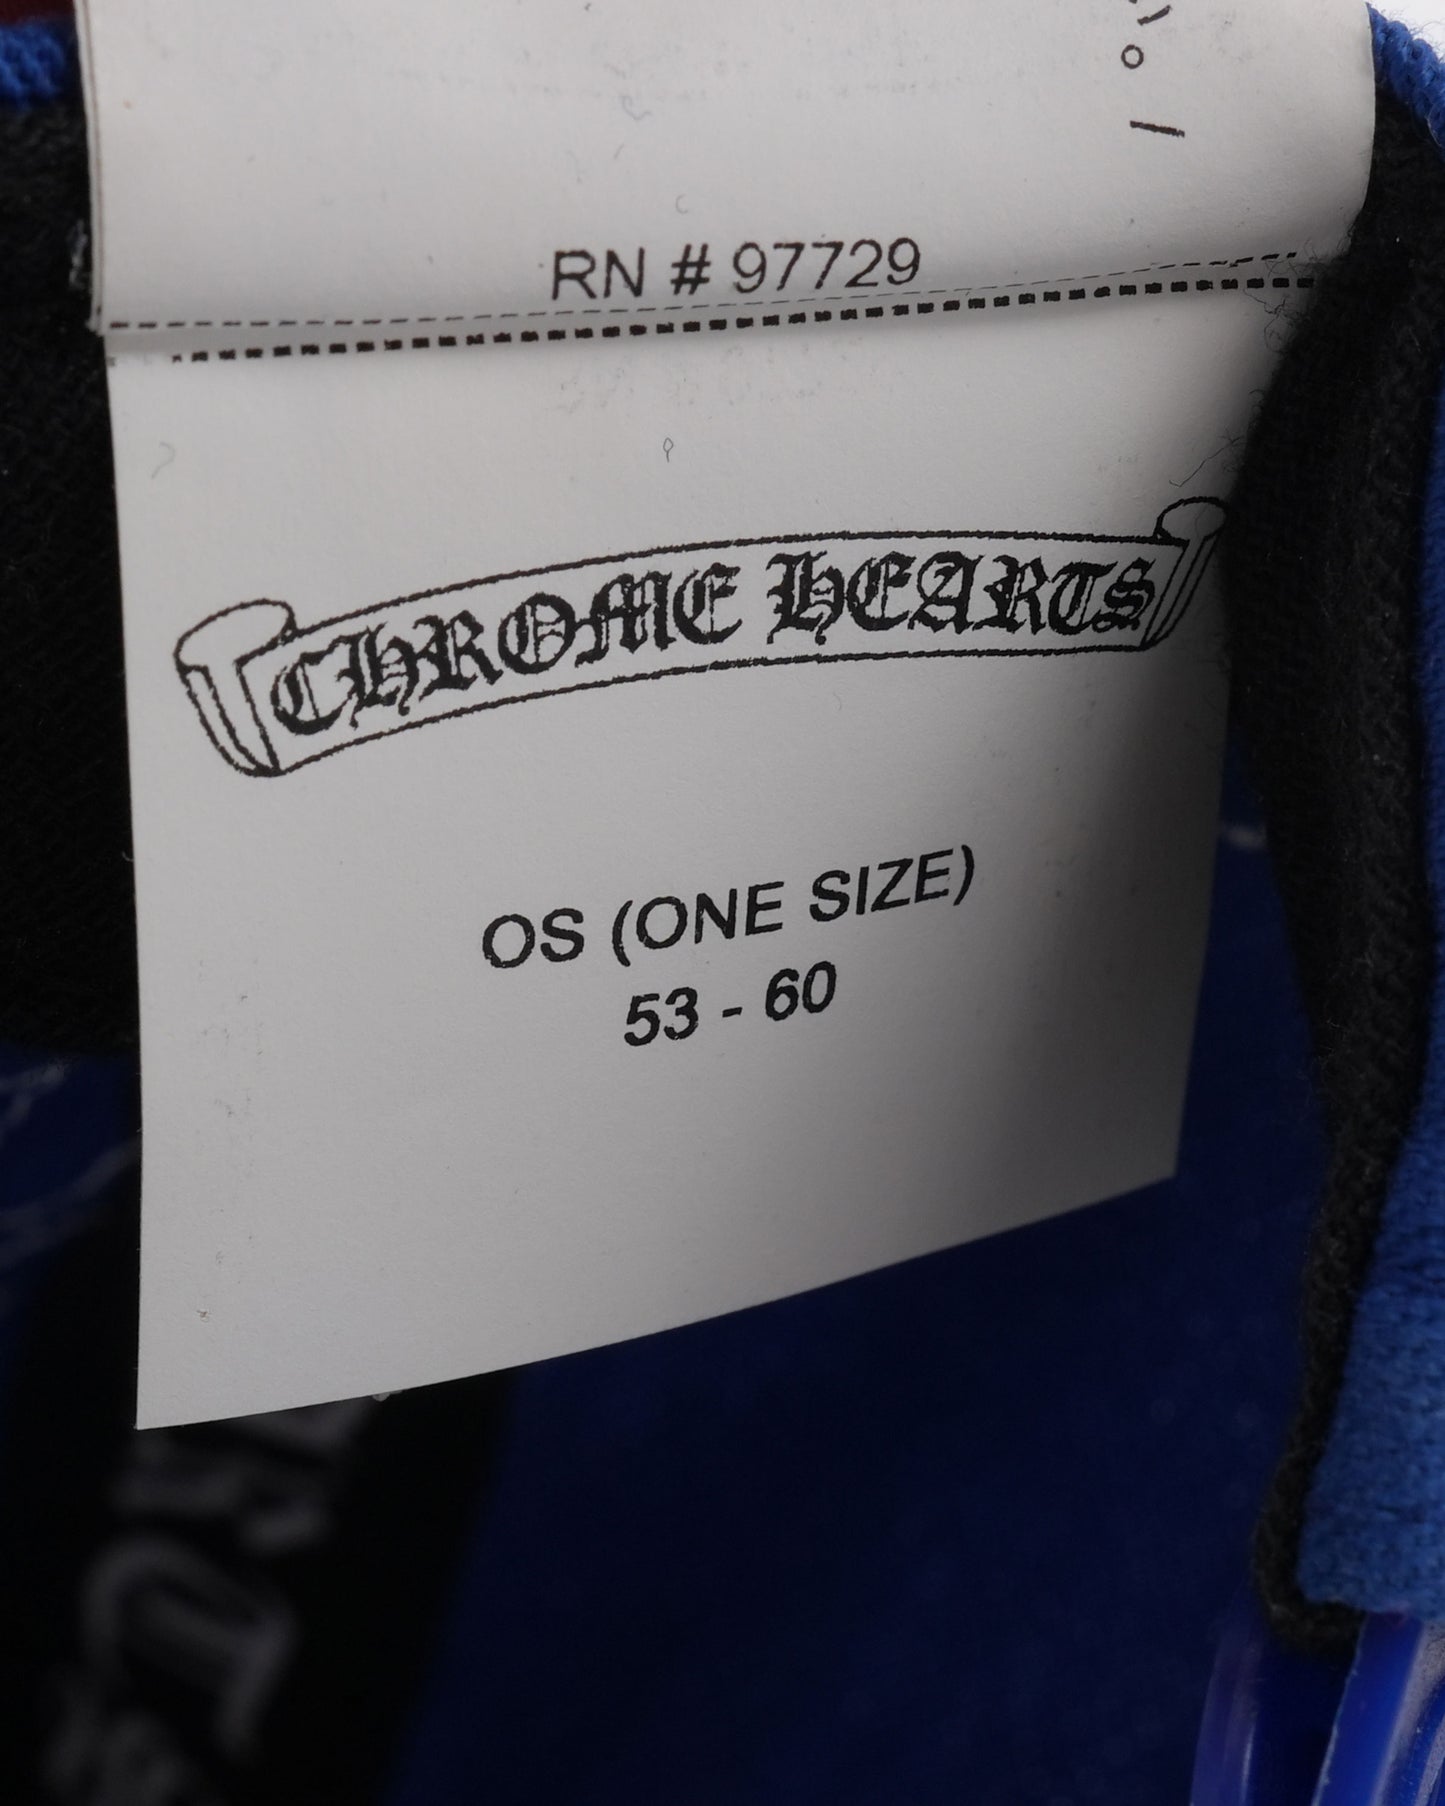 RN # 97729
CHROME HEARTS
OS (ONE SIZE)
53 - 60